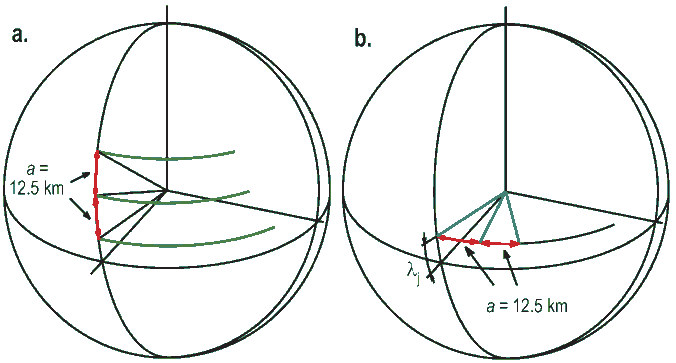 a.
b.
a =
12.5 km
λj
a = 12.5 km